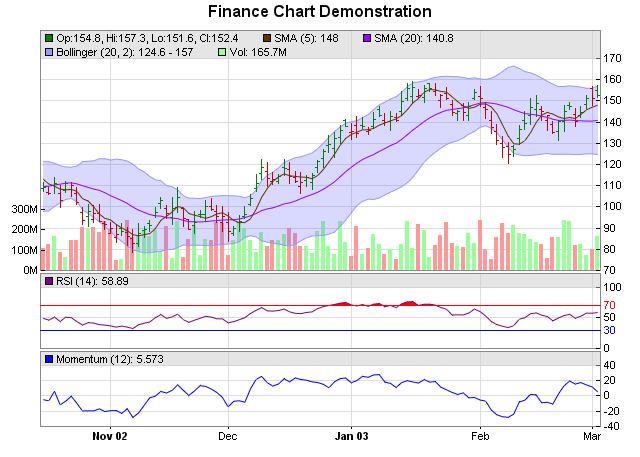 Finance Chart Demonstration
Op:154.8, Hi:157.3, Lo:151.6, Cl:152.4 SMA (5): 148 SMA (20): 140.8
Bollinger (20, 2): 124.6 - 157 Vol: 165.7M
170
160
150
140
130
120
110
100
90
80
70
300M
200M
100M
0M
RSI (14): 58.89
100
70
50
30
0
Momentum (12): 5.573
40
20
0
-20
-40
Nov 02 Dec Jan 03 Feb Mar